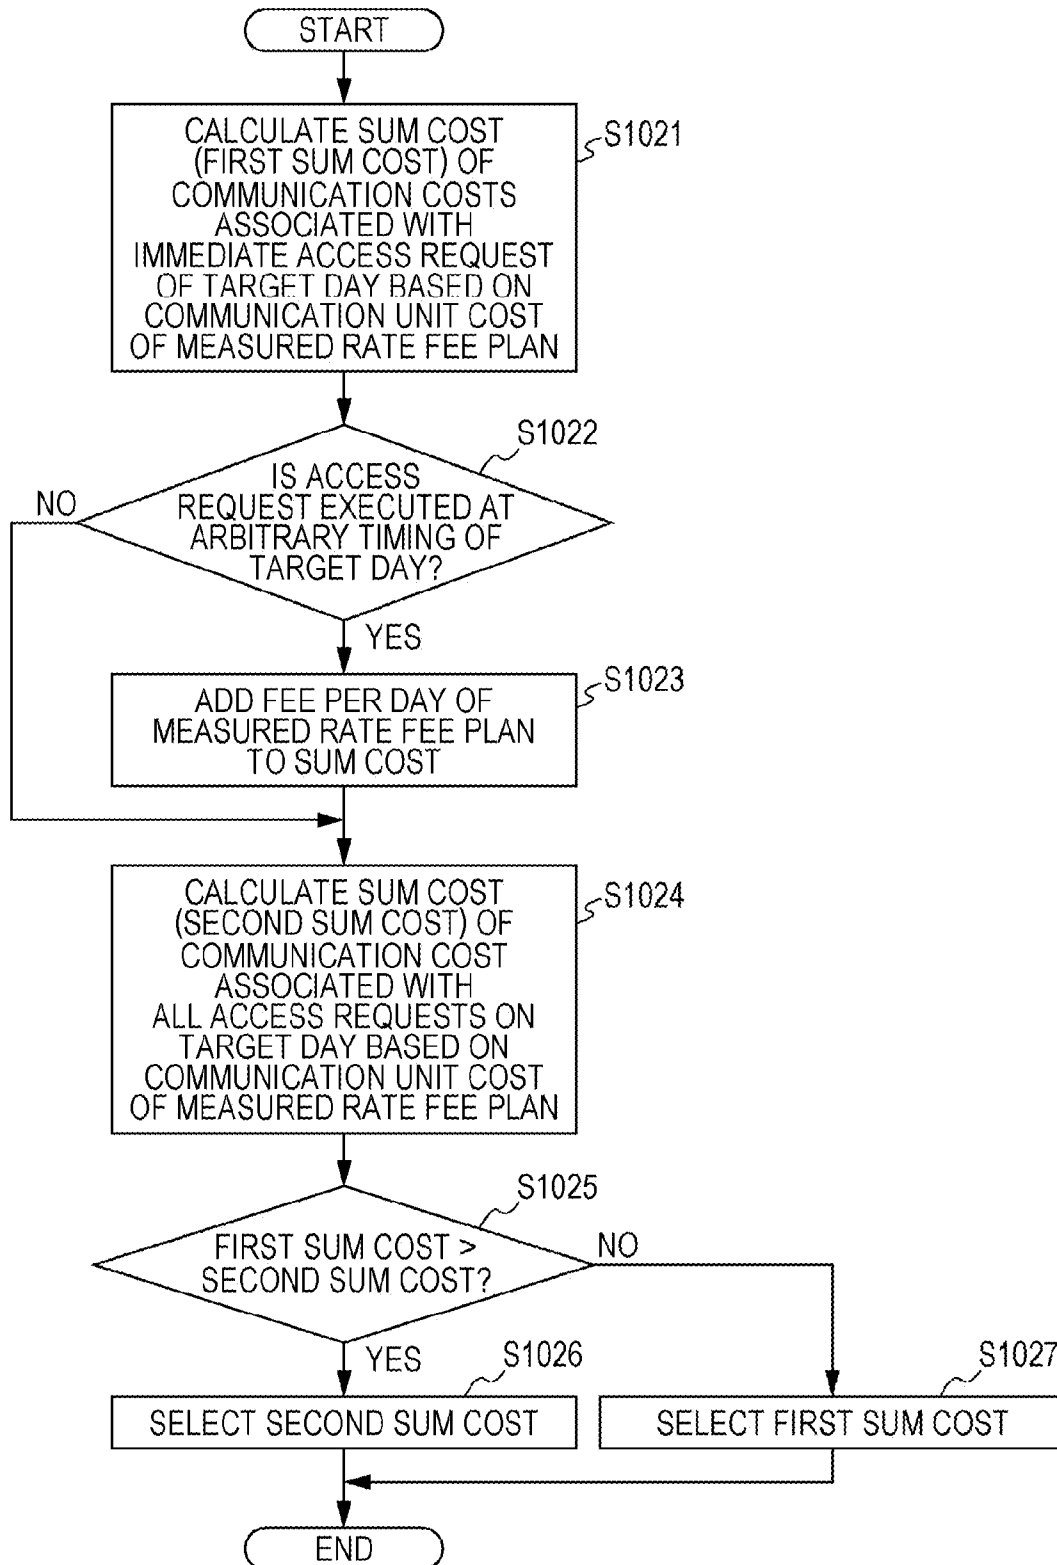 START
CALCULATE SUM COST
(FIRST SUM COST) OF
COMMUNICATION COSTS
ASSOCIATED WITH
IMMEDIATE ACCESS REQUEST
OF TARGET DAY BASED ON
COMMUNICATION UNIT COST
OF MEASURED RATE FEE PLAN
S1021
S1022
IS ACCESS
REQUEST EXECUTED AT
ARBITRARY TIMING OF
TARGET DAY?
NO
YES
S1023
ADD FEE PER DAY OF
MEASURED RATE FEE PLAN
TO SUM COST
CALCULATE SUM COST
(SECOND SUM COST) OF
COMMUNICATION COST
ASSOCIATED WITH
ALL ACCESS REQUESTS ON
TARGET DAY BASED ON
COMMUNICATION UNIT COST
OF MEASURED RATE FEE PLAN
S1024
S1025
FIRST SUM COST >
SECOND SUM COST?
NO
YES
S1026
SELECT SECOND SUM COST
S1027
SELECT FIRST SUM COST
END